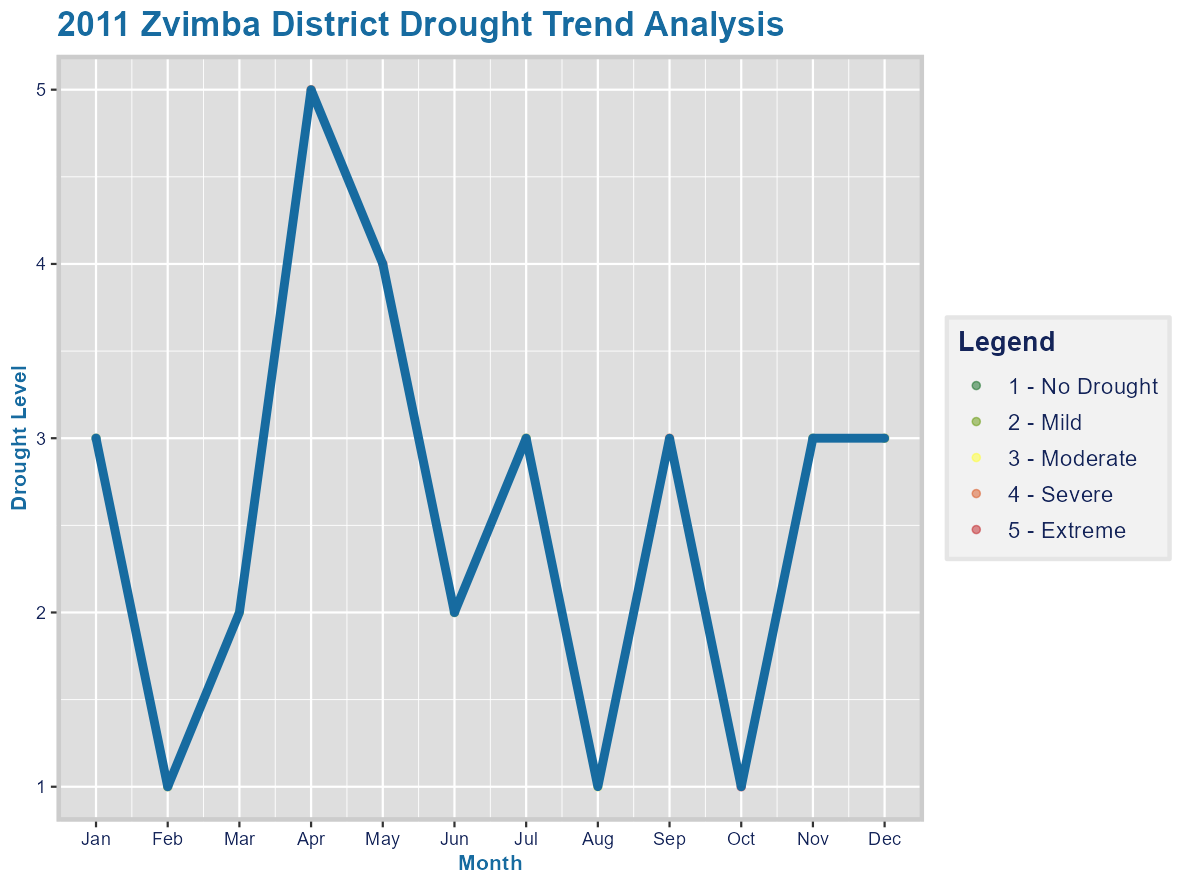 2011 Zvimba District Drought Trend Analysis
Drought Level
5
4
3
2
1
Jan Feb Mar Apr May Jun Jul Aug Sep Oct Nov Dec
Month
Legend
1 - No Drought
2 - Mild
3 - Moderate
4 - Severe
5 - Extreme